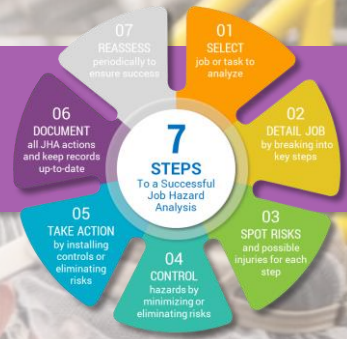 7
STEPS
To a Successful
Job Hazard
Analysis
01
SELECT
job or task to
analyze
02
DETAIL JOB
by breaking into
key steps
03
SPOT RISKS
and possible
injuries for each
step
04
CONTROL
hazards by
minimizing or
eliminating risks
05
TAKE ACTION
by installing
controls or
eliminating
risks
06
DOCUMENT
all JHA actions
and keep records
up-to-date
07
REASSESS
periodically to
ensure success